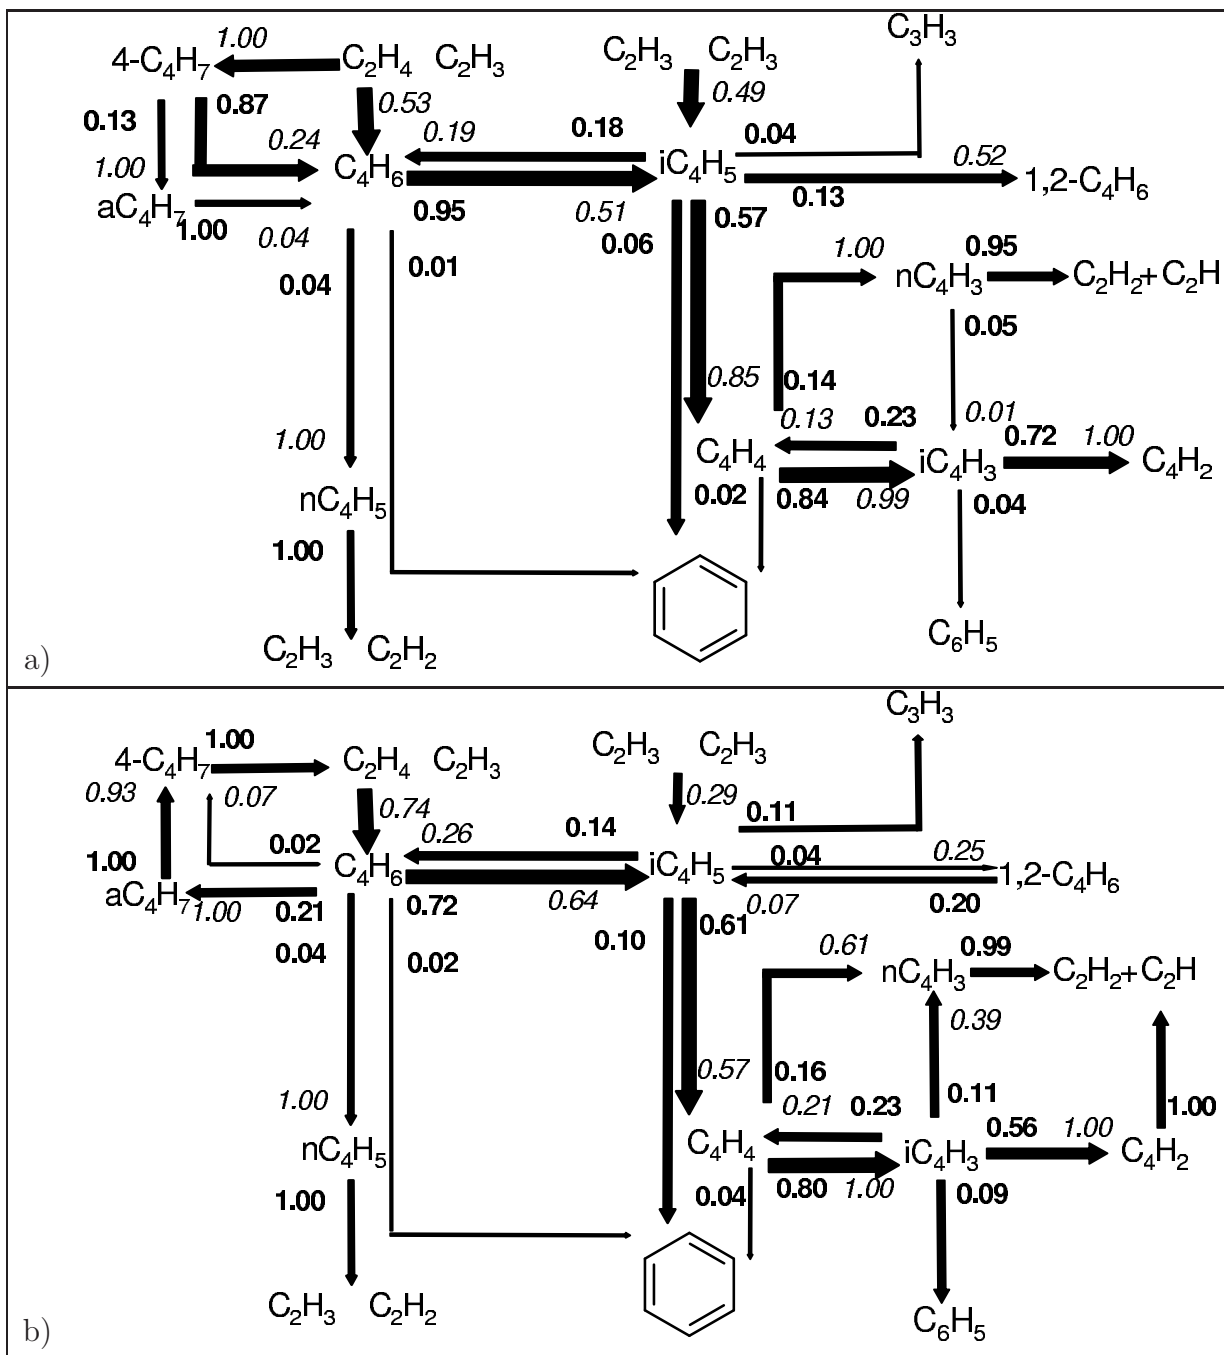 C3H3
1.00
4-C4H7 C2H4 C2H3 C2H3 C2H3
0.13 0.87 0.53 0.49
0.24 0.19 0.18 0.04
1.00 C4H6 iC4H5 0.52
aC4H7 1.00 0.04 0.95 0.51 0.06 0.57 0.13 1,2-C4H6
0.04 0.01 1.00 0.95
nC4H3 C2H2+C2H
0.05
0.85 0.14
0.13 0.23 0.01
1.00 C4H4 iC4H3 0.72 1.00 C4H2
nC4H5 0.02 0.84 0.99 0.04
1.00
C2H3 C2H2 C6H5
a)
C3H3
4-C4H7 1.00 C2H4 C2H3 C2H3 C2H3
0.93 0.07 0.74 0.29 0.11
0.02 0.26 0.14 0.04 0.25
1.00 C4H6 iC4H5 1,2-C4H6
aC4H7 1.00 0.21 0.72 0.64 0.61 0.07 0.20
0.04 0.02 0.10
0.61 0.99
nC4H3 C2H2+C2H
0.39
0.57 0.16
1.00 0.21 0.23 0.11 0.56 1.00 1.00
nC4H5 C4H4 iC4H3 C4H2
1.00 0.04 0.80 1.00 0.09
C2H3 C2H2 C6H5
b)